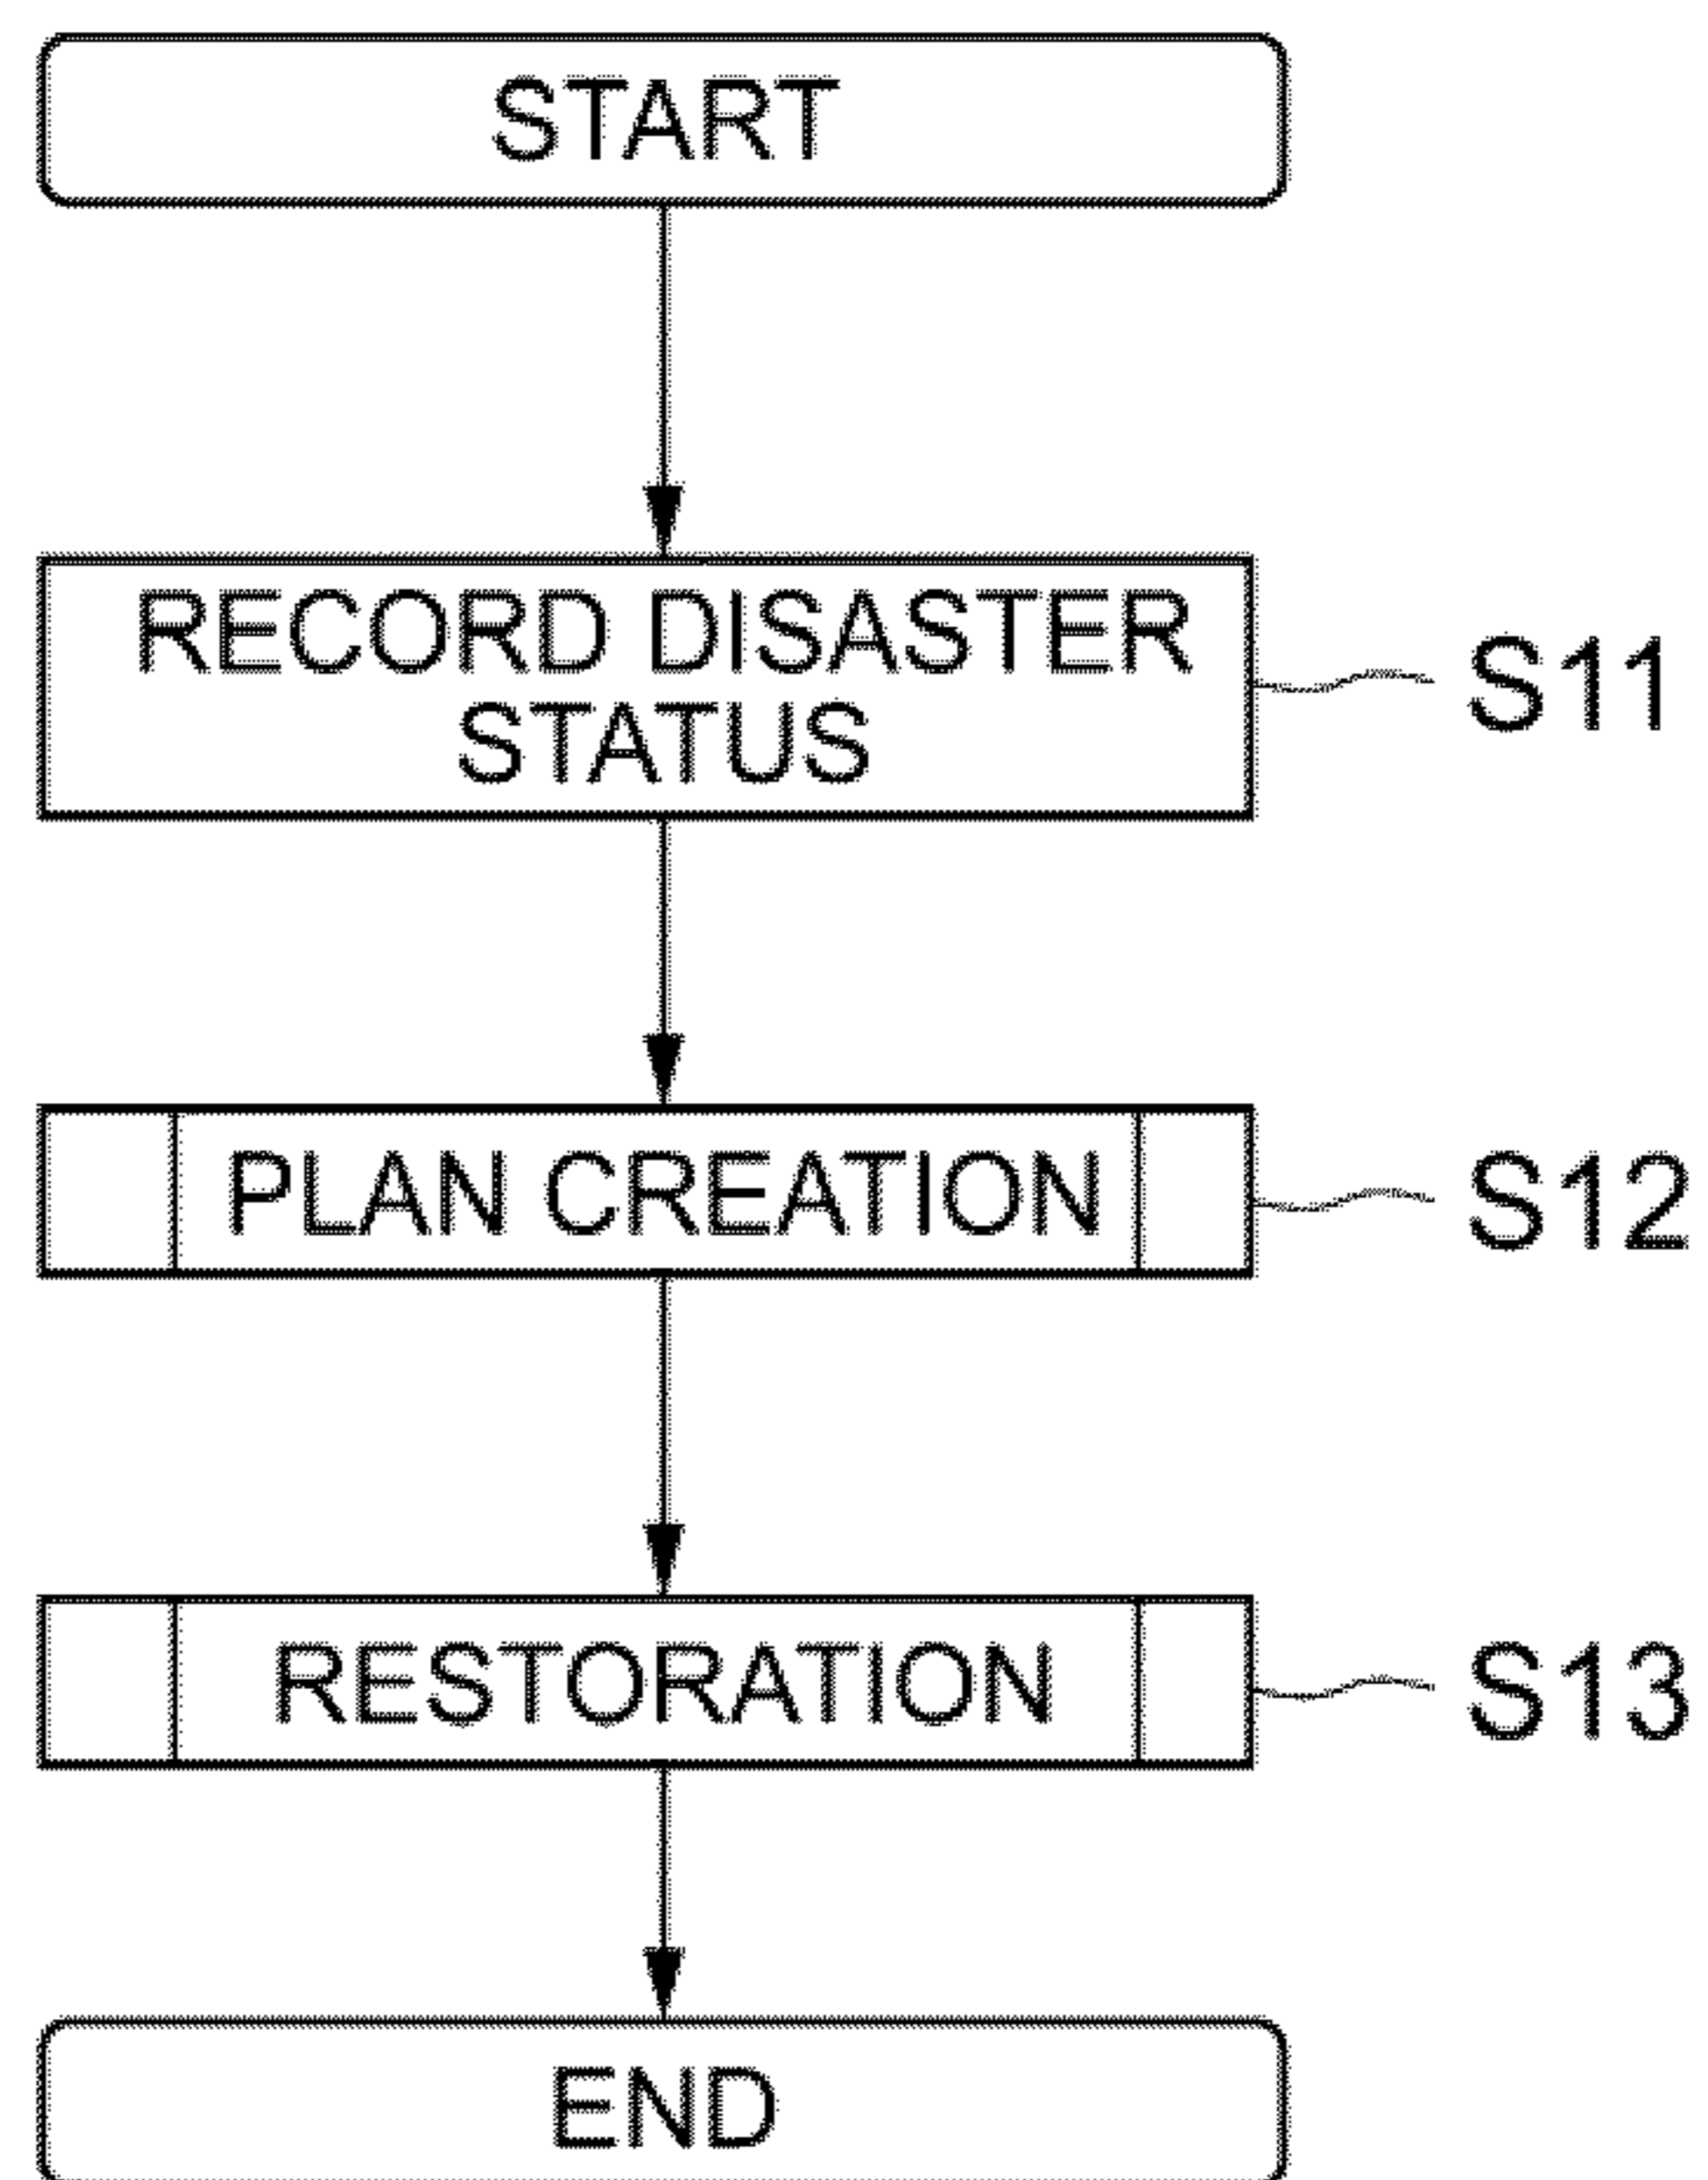 START
RECORD DISASTER
STATUS
S11
PLAN CREATION
S12
RESTORATION
S13
END